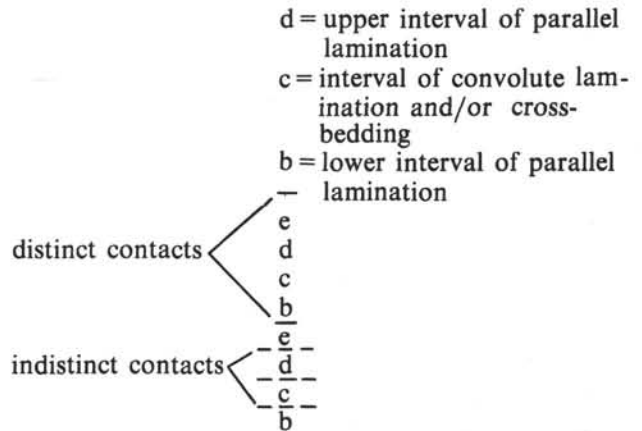 d = upper interval of parallel
lamination
c = interval of convolute lam-
ination and/or cross-
bedding
b = lower interval of parallel
lamination
e
d
distinct contacts
c
b
e
indistinct contacts
d
c
b